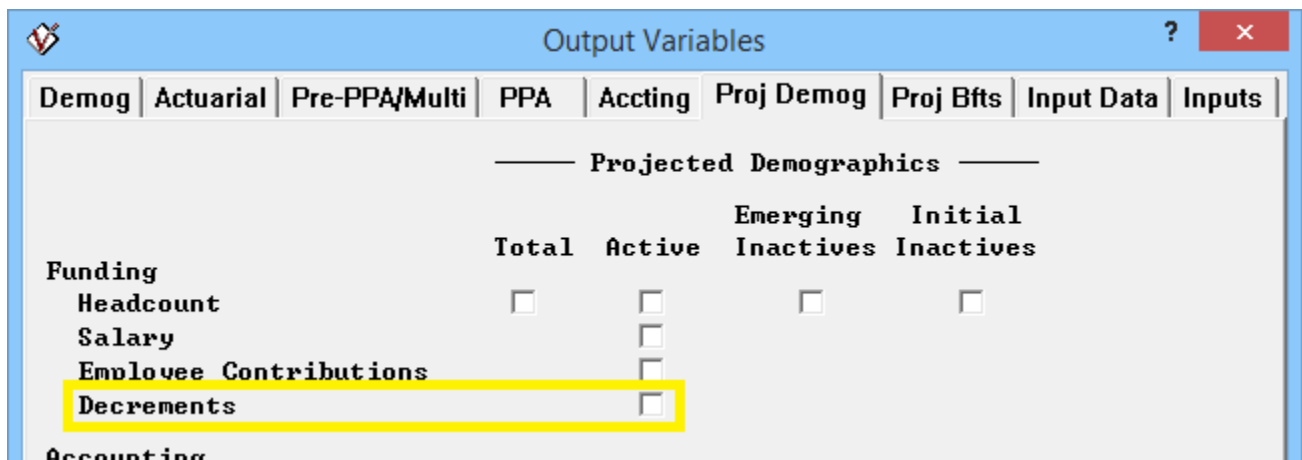 Output Variables ? ×
Demog Actuarial Pre-PPA/Multi PPA Accting Proj Demog Proj Bfts Input Data Inputs
Projected Demographics
Emerging Initial
Total Active Inactives Inactives
Funding
Headcount
Salary
Employee Contributions
Decrements
Accounting